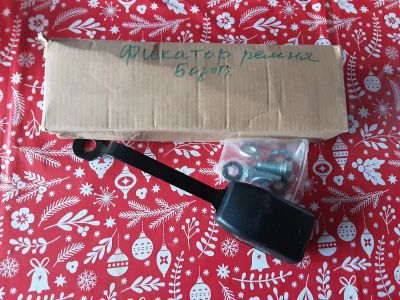 фиксатор ремня
Безоп